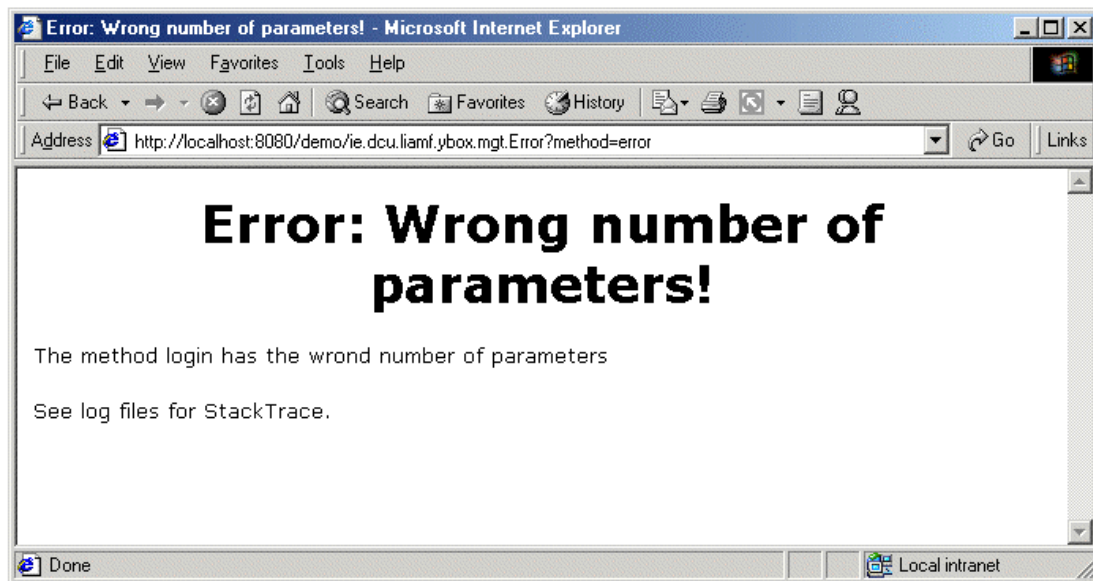 Error: Wrong number of parameters! - Microsoft Internet Explorer
File Edit View Favorites Tools Help
Back Search Favorites History
Address http://localhost:8080/demo/ie.dcu.liamf.ybox.mgt.Error?method=error Go Links
Error: Wrong number of
parameters!
The method login has the wrond number of parameters
See log files for StackTrace.
Done Local intranet